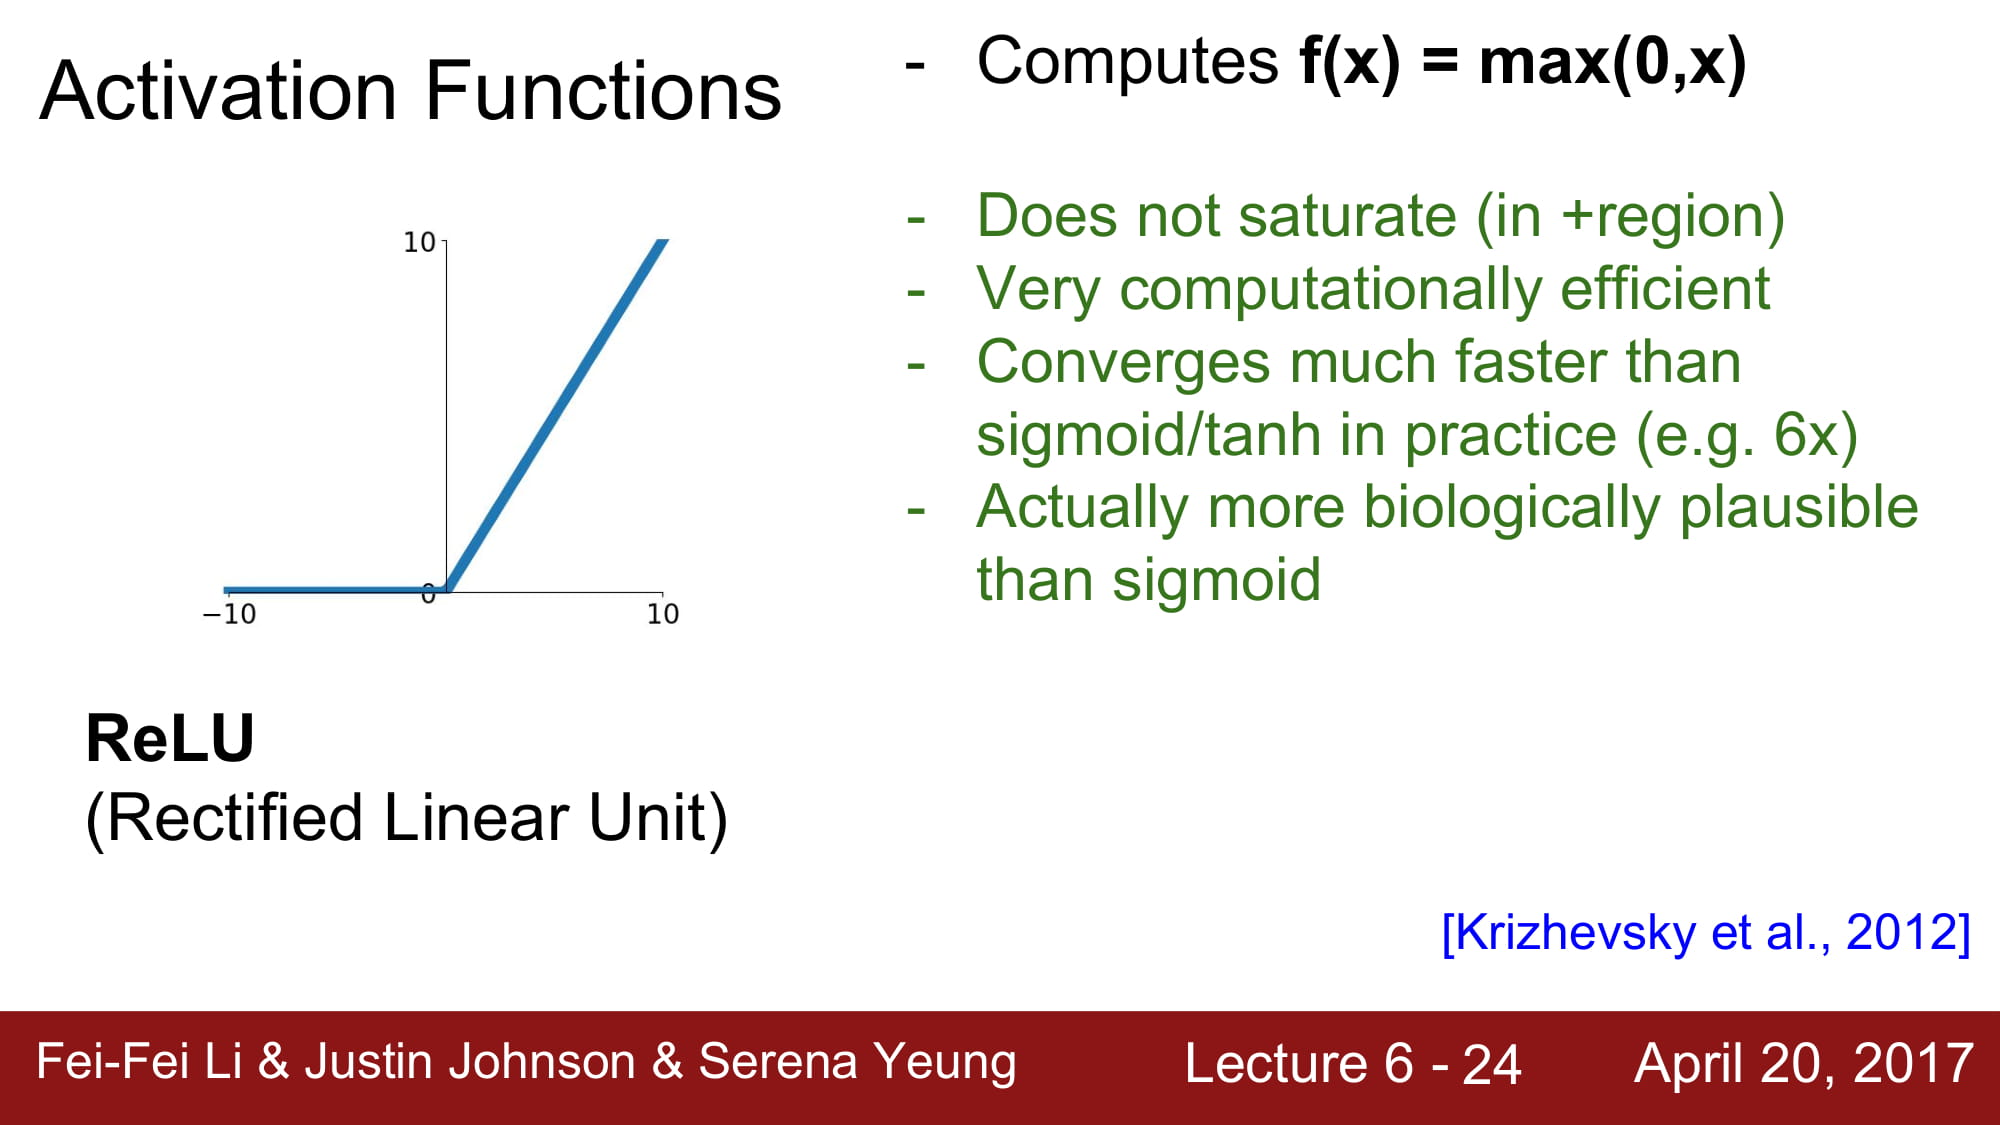 Activation Functions
- Computes f(x) = max(0,x)
- Does not saturate (in +region)
- Very computationally efficient
- Converges much faster than
sigmoid/tanh in practice (e.g. 6x)
- Actually more biologically plausible
than sigmoid
10
0
−10
10
ReLU
(Rectified Linear Unit)
[Krizhevsky et al., 2012]
Fei-Fei Li & Justin Johnson & Serena Yeung
Lecture 6 - 24
April 20, 2017